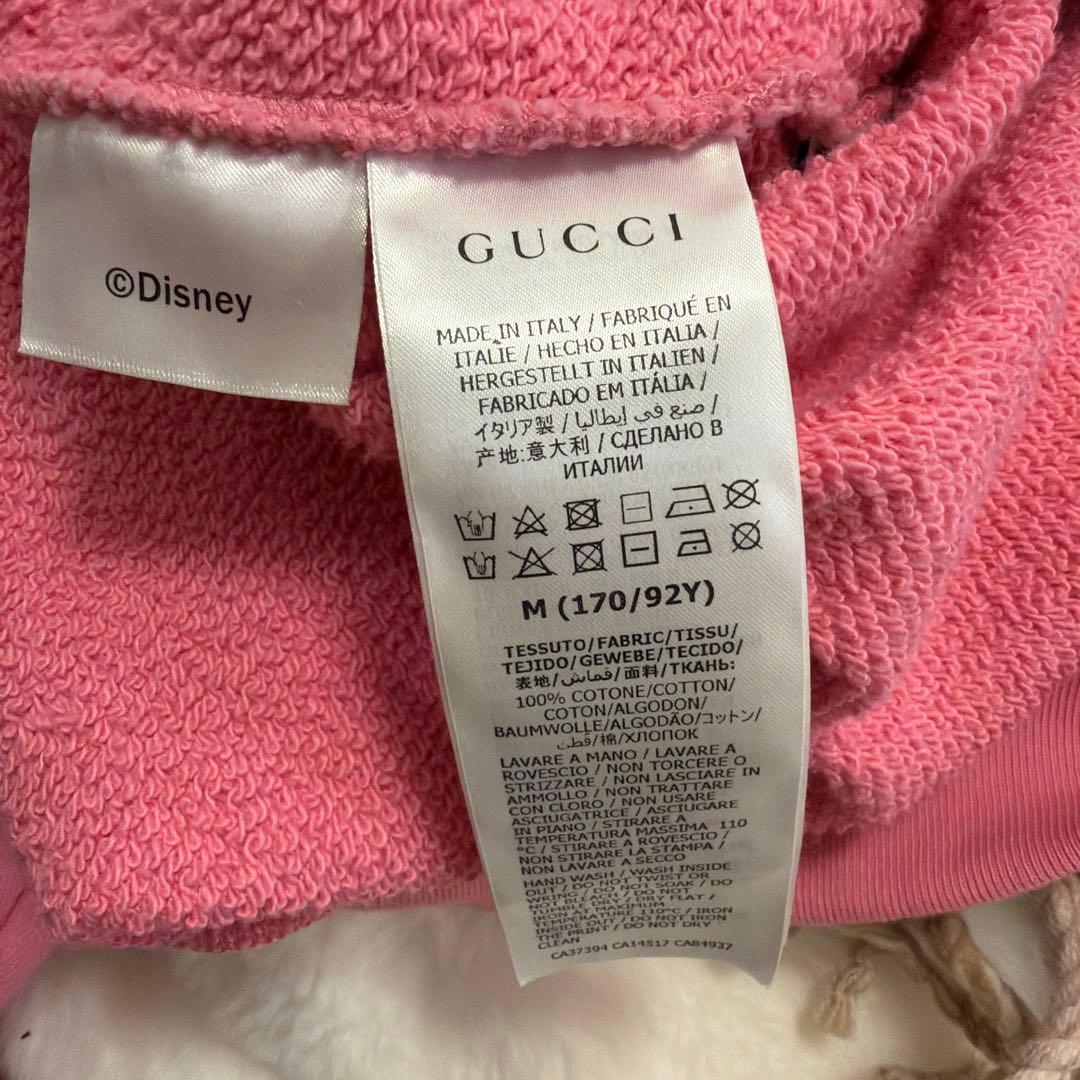 ©Disney
GUCCI
MADE IN ITALY / FABRIQUÉ EN
ITALIE / HECHO EN ITALIA /
HERGESTELLT IN ITALIEN /
FABRICADO EM ITÁLIA /
イタリア製 / صنع في إيطاليا /
产地:意大利 / СДЕЛАНО В
ИТАЛИИ
M (170/92Y)
TESSUTO/FABRIC/TISSU/
TEJIDO/GEWEBE/TECIDO/
表地/قماش/面料/ТКАНЬ:
100% COTONE/COTTON/
COTON/ALGODON/
BAUMWOLLE/ALGODÃO/コットン/
قطن/棉/ХЛОПОК
LAVARE A MANO / LAVARE A
ROVESCIO / NON TORCERE O
STRIZZARE / NON LASCIARE IN
AMMOLLO / NON TRATTARE
CON CLORO / NON USARE
ASCIUGATRICE / ASCIUGARE
IN PIANO / STIRARE A
TEMPERATURA MASSIMA 110
°C / STIRARE A ROVESCIO /
NON STIRARE LA STAMPA /
NON LAVARE A SECCO
HAND WASH / WASH INSIDE
OUT / DO NOT TWIST OR
WRING / DO NOT SOAK / DO
NOT BLEACH / DO NOT
TUMBLE DRY / DRY FLAT /
IRON AT MAXIMUM
TEMPERATURE 110°C / IRON
INSIDE OUT / DO NOT IRON
THE PRINT / DO NOT DRY
CLEAN
CA37394 CA14517 CA84937